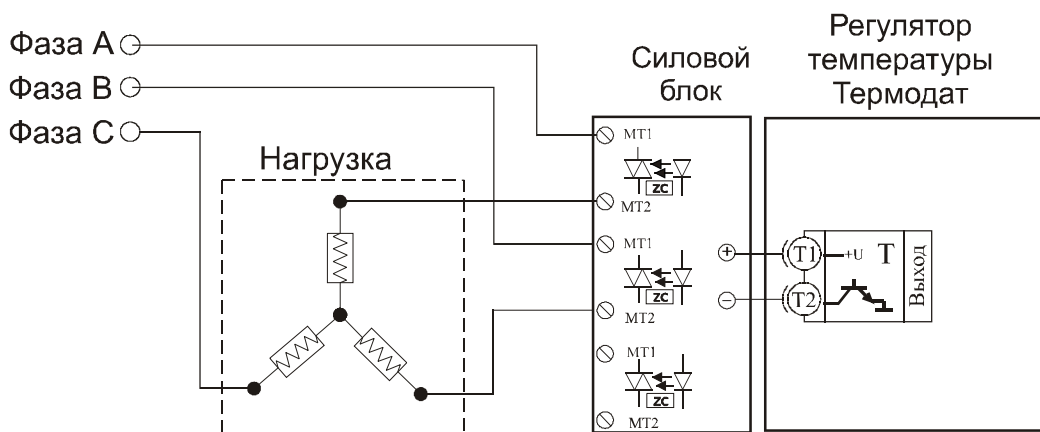 Фаза A
Фаза B
Фаза C
Нагрузка
Силовой
блок
Регулятор
температуры
Термодат
MT1
ZC
MT2
MT1
ZC
MT2
MT1
ZC
MT2
+
−
T1
+U
T
T2
Выход